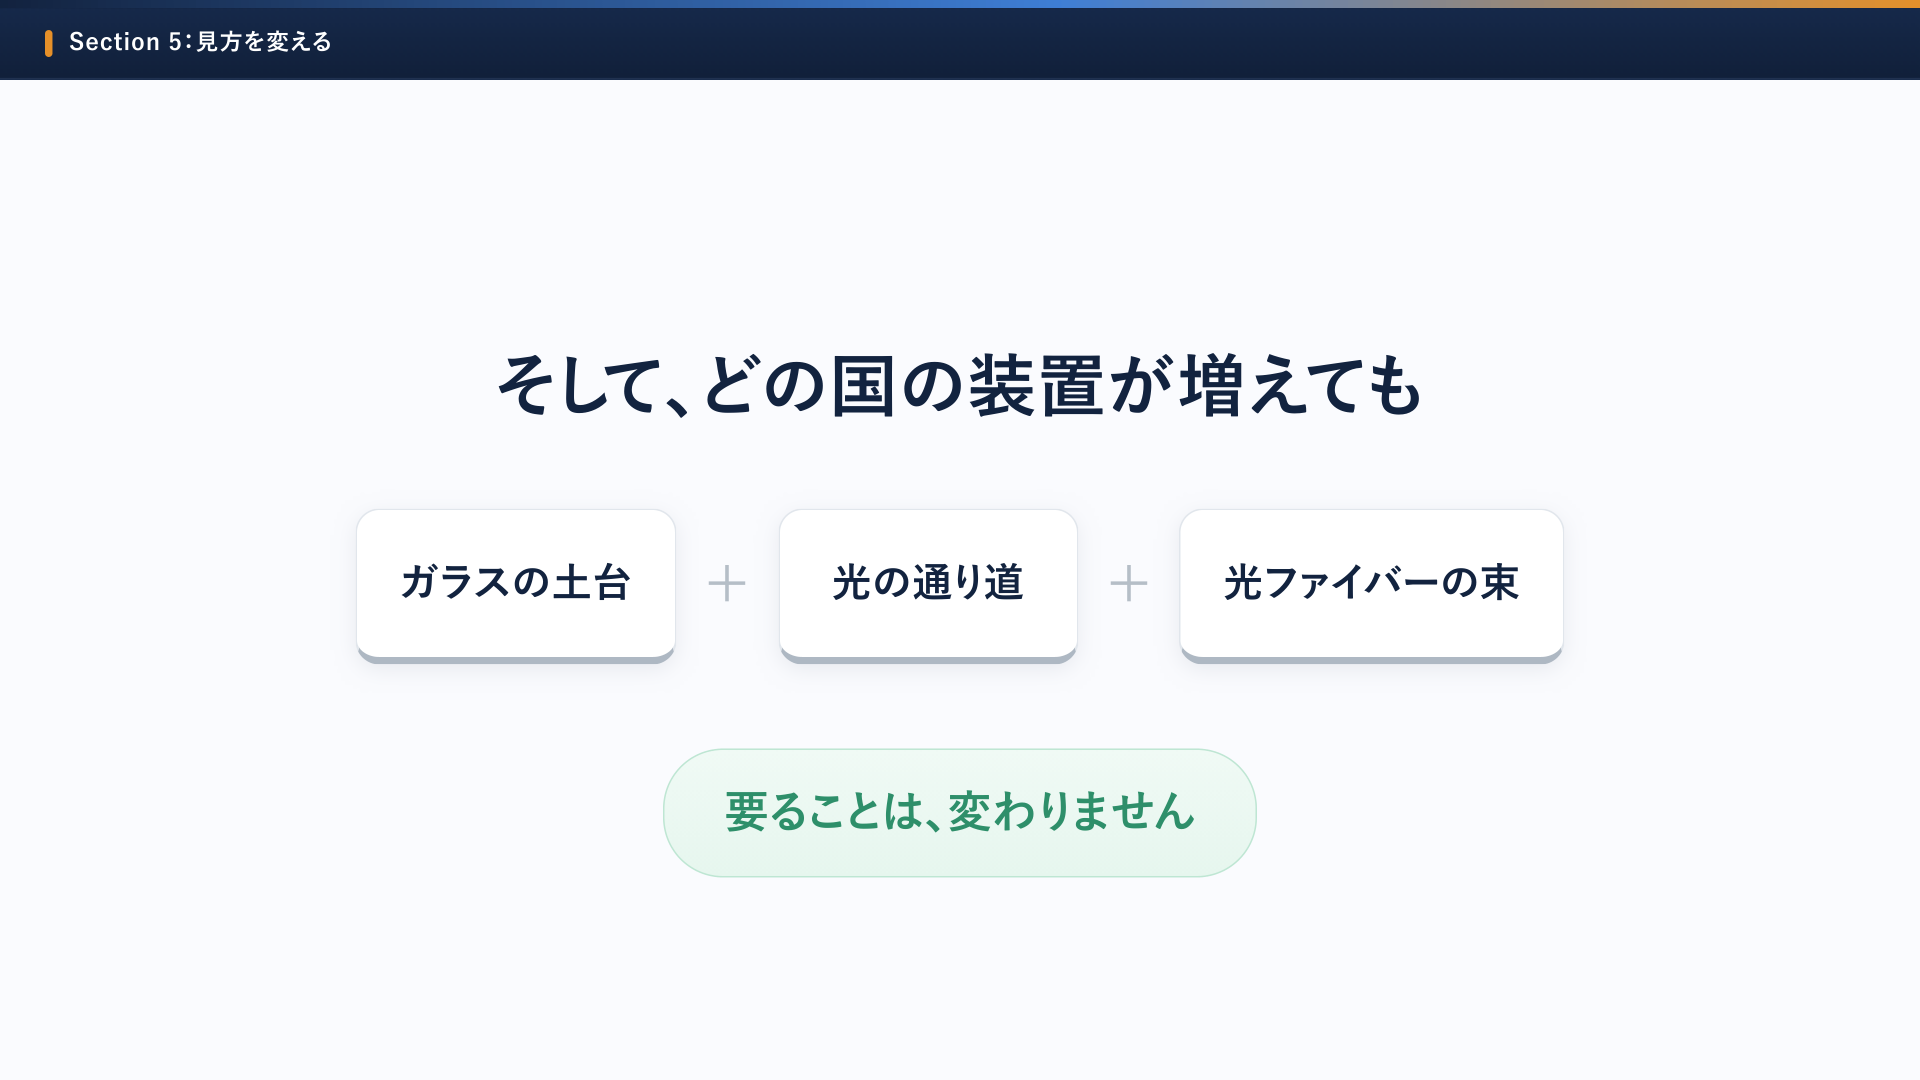 Section 5：見方を変える
そして、どの国の装置が増えても
ガラスの土台 + 光の通り道 + 光ファイバーの束
要ることは、変わりません